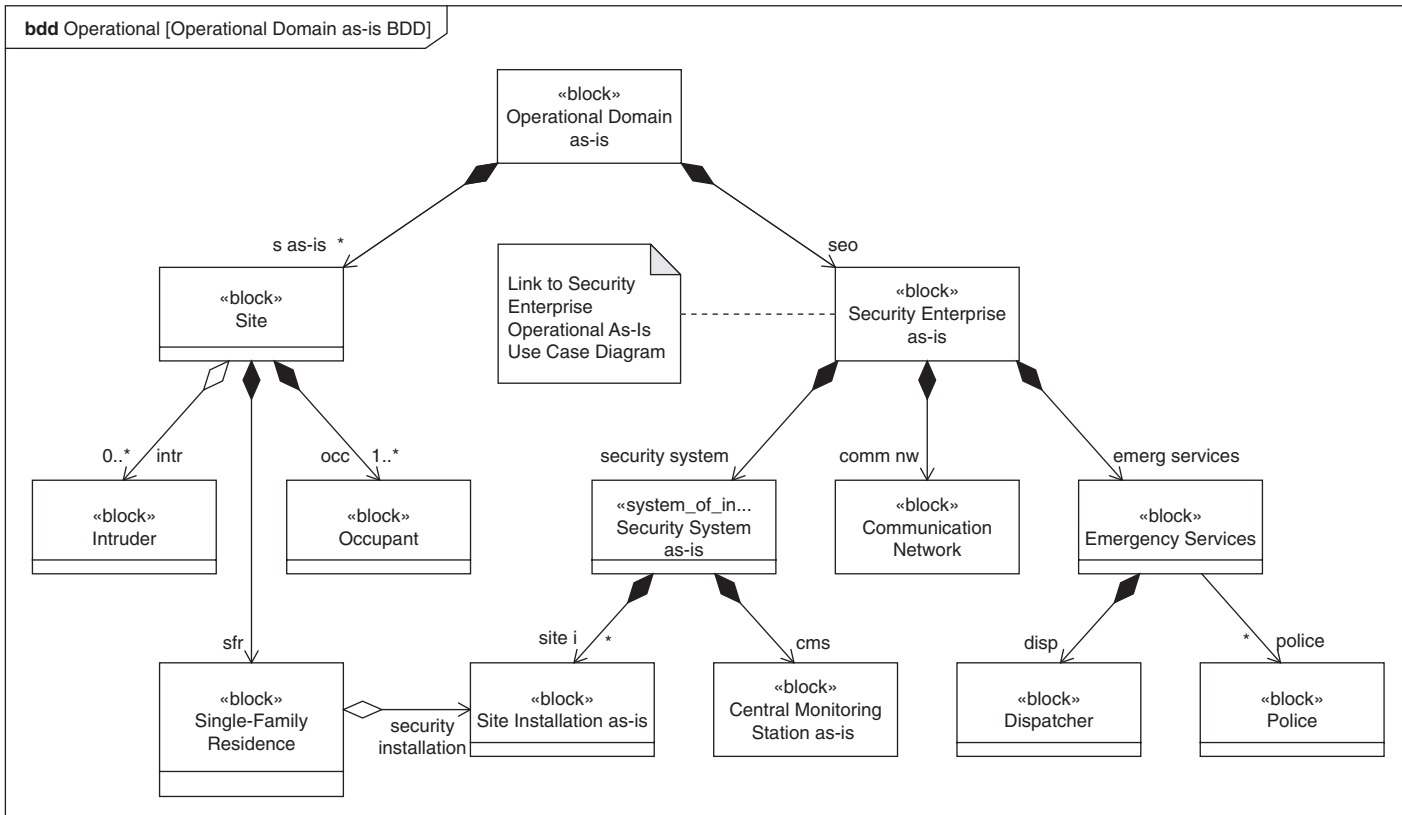 bdd Operational [Operational Domain as-is BDD]
«block»
Operational Domain
as-is
s as-is *
seo
«block»
Site
Link to Security
Enterprise
Operational As-Is
Use Case Diagram
«block»
Security Enterprise
as-is
0..* intr
occ 1..*
security system
comm nw
emerg services
«block»
Intruder
«block»
Occupant
«system_of_in...
Security System
as-is
«block»
Communication
Network
«block»
Emergency Services
sfr
site i *
cms
disp
* police
«block»
Single-Family
Residence
security
installation
«block»
Site Installation as-is
«block»
Central Monitoring
Station as-is
«block»
Dispatcher
«block»
Police